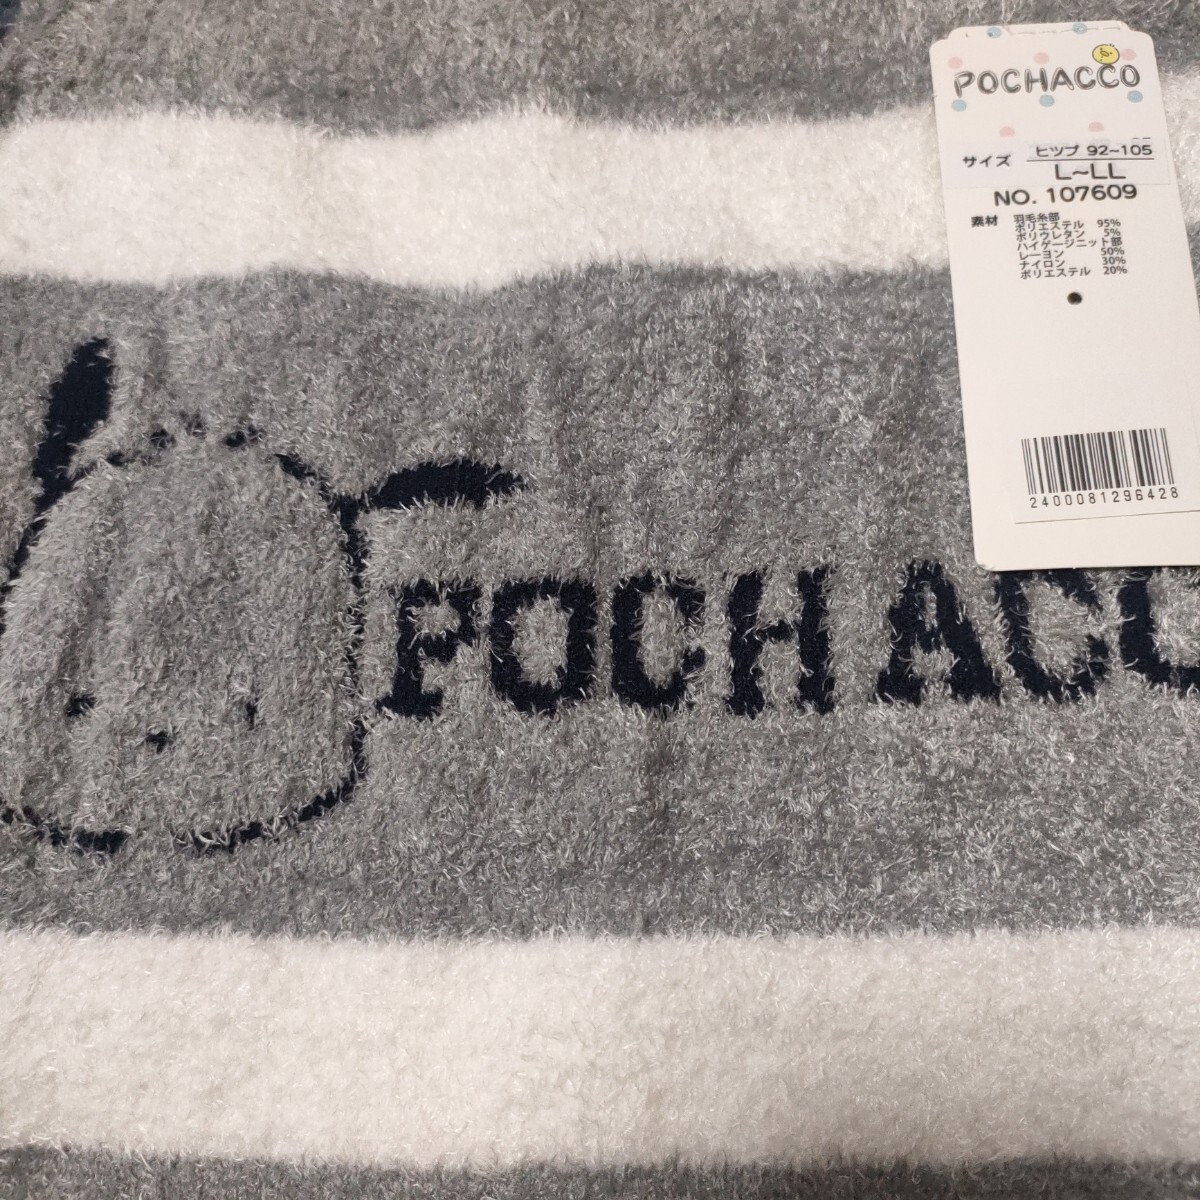 POCHACCO
サイズ ヒップ 92~105
L~LL
NO. 107609
素材 羽毛糸部
ポリエステル 95%
ポリウレタン 5%
ハイゲージニット部
レーヨン 50%
ナイロン 30%
ポリエステル 20%
2400081296428
POCHACC